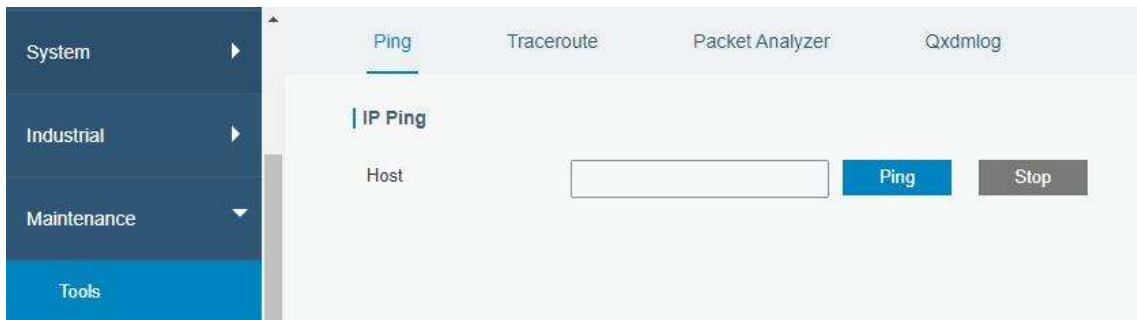 System
Industrial
Maintenance
Tools
Ping Traceroute Packet Analyzer Qxdmlog
IP Ping
Host Ping Stop